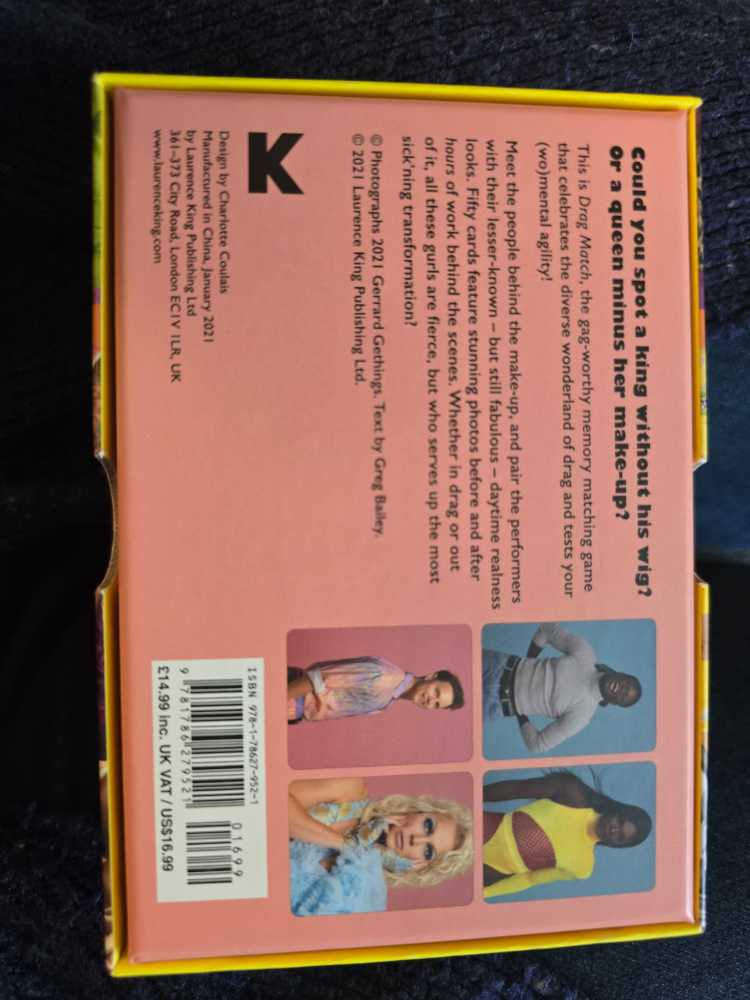 Could you spot a king without his wig?
Or a queen minus her make-up?
This is Drag Match, the gag-worthy memory matching game
that celebrates the diverse wonderland of drag and tests your
(wo)mental agility!
Meet the people behind the make-up, and pair the performers
with their lesser-known – but still fabulous – daytime realness
looks. Fifty cards feature stunning photos before and after
hours of work behind the scenes. Whether in drag or out
of it, all these gurls are fierce, but who serves up the most
sick'ning transformation?
© Photographs 2021 Gerrard Gethings. Text by Greg Bailey.
© 2021 Laurence King Publishing Ltd.
K
Design by Charlotte Coulais
Manufactured in China, January 2021
by Laurence King Publishing Ltd
361–373 City Road, London EC1V 1LR, UK
www.laurenceking.com
ISBN 978-1-78627-952-1
01699
9 781786 279521
£14.99 inc. UK VAT / US$16.99